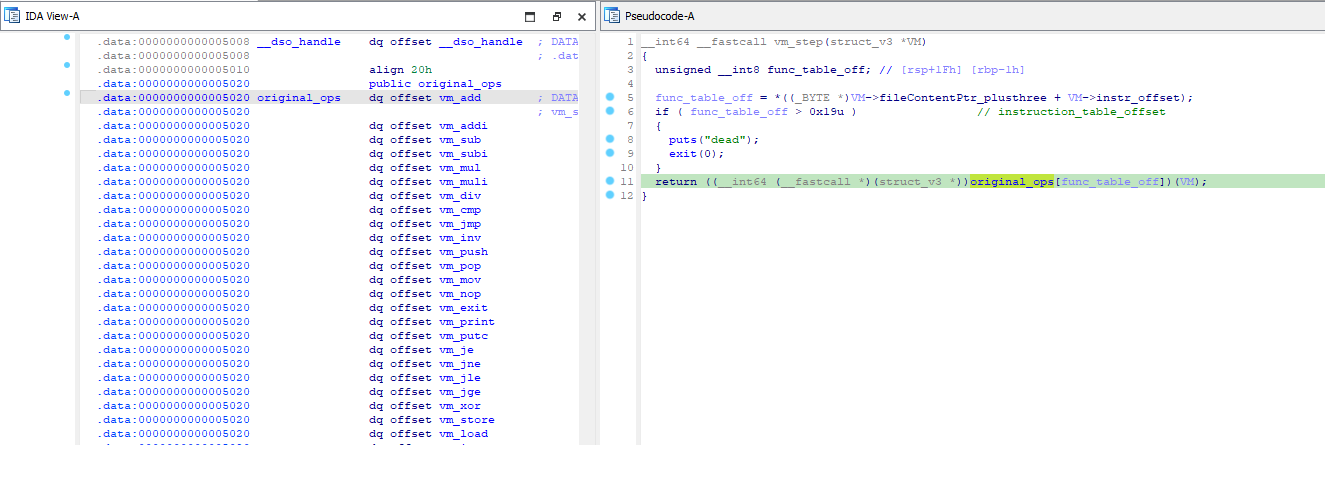 IDA View-A
.data:0000000000005008 __dso_handle dq offset __dso_handle ; DATA
.data:0000000000005008 ; .dat
.data:0000000000005010 align 20h
.data:0000000000005020 public original_ops
.data:0000000000005020 original_ops dq offset vm_add ; DATA
.data:0000000000005020 ; vm_s
.data:0000000000005020 dq offset vm_addi
.data:0000000000005020 dq offset vm_sub
.data:0000000000005020 dq offset vm_subi
.data:0000000000005020 dq offset vm_mul
.data:0000000000005020 dq offset vm_muli
.data:0000000000005020 dq offset vm_div
.data:0000000000005020 dq offset vm_cmp
.data:0000000000005020 dq offset vm_jmp
.data:0000000000005020 dq offset vm_inv
.data:0000000000005020 dq offset vm_push
.data:0000000000005020 dq offset vm_pop
.data:0000000000005020 dq offset vm_mov
.data:0000000000005020 dq offset vm_nop
.data:0000000000005020 dq offset vm_exit
.data:0000000000005020 dq offset vm_print
.data:0000000000005020 dq offset vm_putc
.data:0000000000005020 dq offset vm_je
.data:0000000000005020 dq offset vm_jne
.data:0000000000005020 dq offset vm_jle
.data:0000000000005020 dq offset vm_jge
.data:0000000000005020 dq offset vm_xor
.data:0000000000005020 dq offset vm_store
.data:0000000000005020 dq offset vm_load
Pseudocode-A
1 __int64 __fastcall vm_step(struct_v3 *VM)
2 {
3 unsigned __int8 func_table_off; // [rsp+1Fh] [rbp-1h]
4
5 func_table_off = *((_BYTE *)VM->fileContentPtr_plusthree + VM->instr_offset);
6 if ( func_table_off > 0x19u ) // instruction_table_offset
7 {
8 puts("dead");
9 exit(0);
10 }
11 return ((__int64 (__fastcall *)(struct_v3 *))original_ops[func_table_off])(VM);
12 }